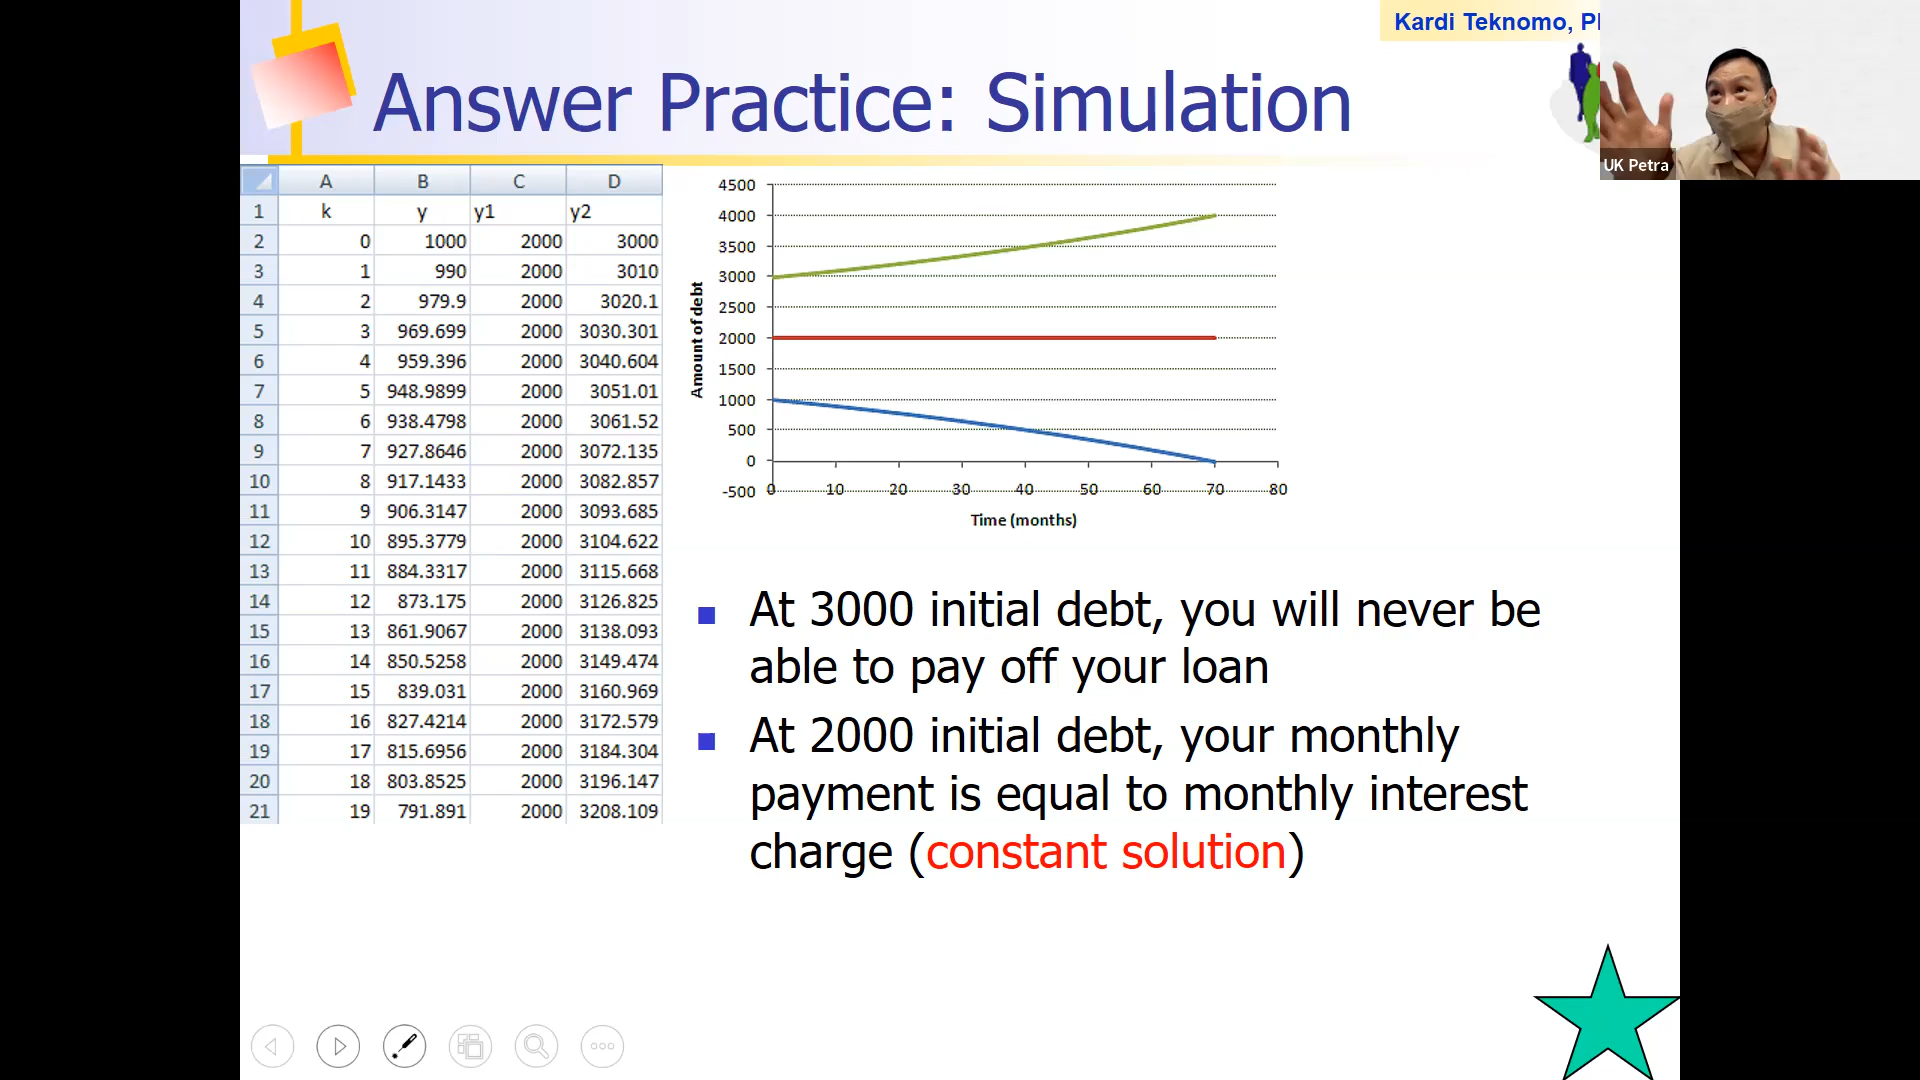 Kardi Teknomo, P
UK Petra
Answer Practice: Simulation
A B C D
1 k y y1 y2
2 0 1000 2000 3000
3 1 990 2000 3010
4 2 979.9 2000 3020.1
5 3 969.699 2000 3030.301
6 4 959.396 2000 3040.604
7 5 948.9899 2000 3051.01
8 6 938.4798 2000 3061.52
9 7 927.8646 2000 3072.135
10 8 917.1433 2000 3082.857
11 9 906.3147 2000 3093.685
12 10 895.3779 2000 3104.622
13 11 884.3317 2000 3115.668
14 12 873.175 2000 3126.825
15 13 861.9067 2000 3138.093
16 14 850.5258 2000 3149.474
17 15 839.031 2000 3160.969
18 16 827.4214 2000 3172.579
19 17 815.6956 2000 3184.304
20 18 803.8525 2000 3196.147
21 19 791.891 2000 3208.109
Amount of debt
4500
4000
3500
3000
2500
2000
1500
1000
500
0
-500
0 10 20 30 40 50 60 70 80
Time (months)
At 3000 initial debt, you will never be
able to pay off your loan
At 2000 initial debt, your monthly
payment is equal to monthly interest
charge (constant solution)